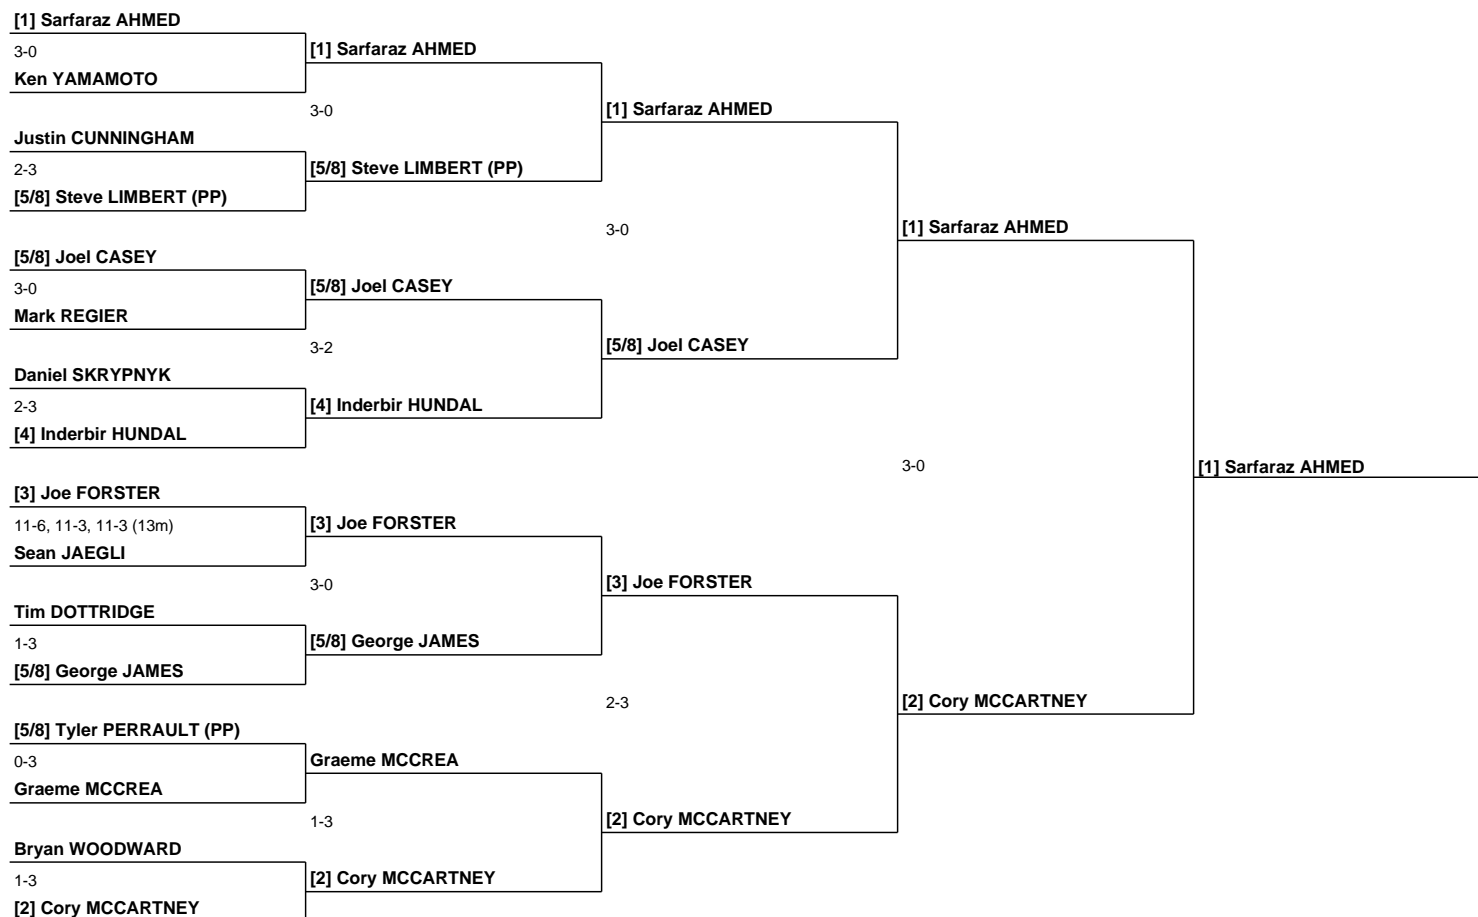 [1] Sarfaraz AHMED
3-0
Ken YAMAMOTO
Justin CUNNINGHAM
2-3
[5/8] Steve LIMBERT (PP)
[5/8] Joel CASEY
3-0
Mark REGIER
Daniel SKRYPNYK
2-3
[4] Inderbir HUNDAL
[3] Joe FORSTER
11-6, 11-3, 11-3 (13m)
Sean JAEGLI
Tim DOTTRIDGE
1-3
[5/8] George JAMES
[5/8] Tyler PERRAULT (PP)
0-3
Graeme MCCREA
Bryan WOODWARD
1-3
[2] Cory MCCARTNEY
[1] Sarfaraz AHMED
3-0
[5/8] Steve LIMBERT (PP)
[5/8] Joel CASEY
3-2
[4] Inderbir HUNDAL
[3] Joe FORSTER
3-0
[5/8] George JAMES
Graeme MCCREA
1-3
[2] Cory MCCARTNEY
[1] Sarfaraz AHMED
3-0
[5/8] Joel CASEY
[3] Joe FORSTER
2-3
[2] Cory MCCARTNEY
[1] Sarfaraz AHMED
3-0
[2] Cory MCCARTNEY
[1] Sarfaraz AHMED